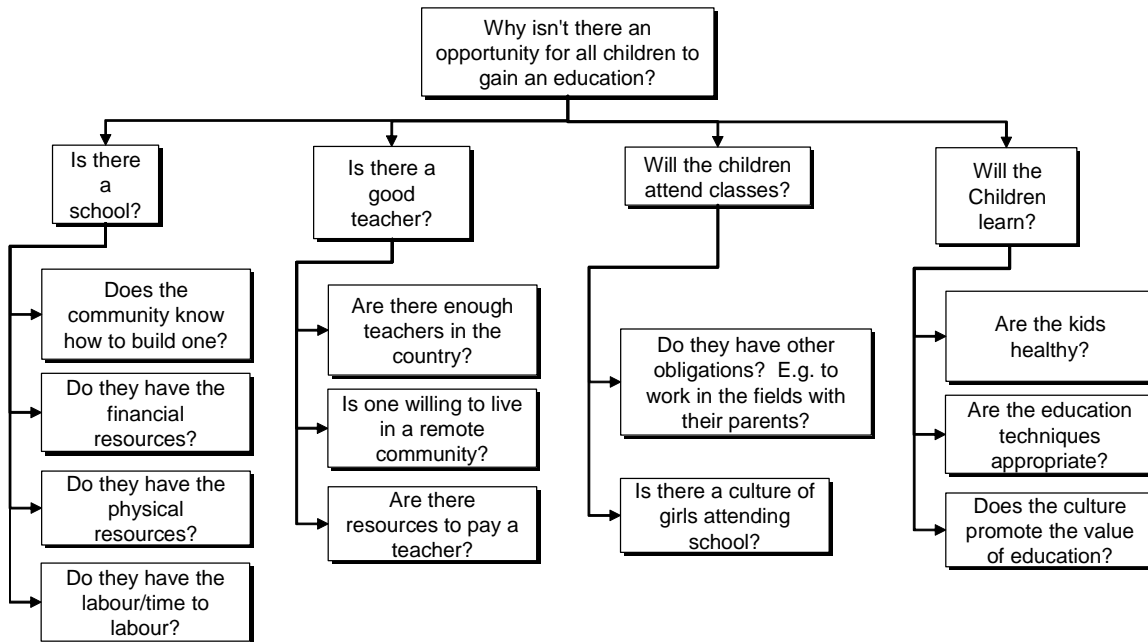 Why isn't there an
opportunity for all children to
gain an education?
Is there
a
school?
Does the
community know
how to build one?
Do they have the
financial
resources?
Do they have the
physical
resources?
Do they have the
labour/time to
labour?
Is there a
good
teacher?
Are there enough
teachers in the
country?
Is one willing to live
in a remote
community?
Are there
resources to pay a
teacher?
Will the children
attend classes?
Do they have other
obligations?  E.g. to
work in the fields with
their parents?
Is there a culture of
girls attending
school?
Will the
Children
learn?
Are the kids
healthy?
Are the education
techniques
appropriate?
Does the culture
promote the value
of education?